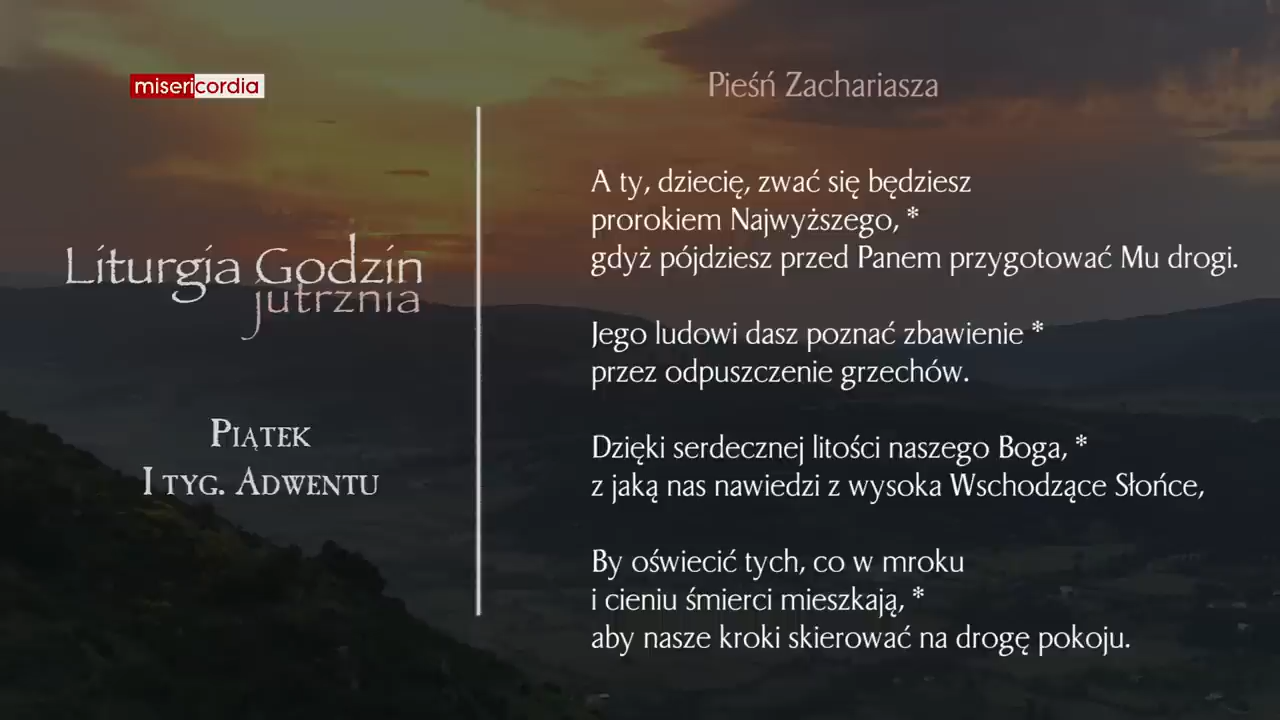 misericordia
Liturgia Godzin
jutrznia
Piątek
I tyg. Adwentu
Pieśń Zachariasza
A ty, dziecię, zwać się będziesz
prorokiem Najwyższego, *
gdyż pójdziesz przed Panem przygotować Mu drogi.
Jego ludowi dasz poznać zbawienie *
przez odpuszczenie grzechów.
Dzięki serdecznej litości naszego Boga, *
z jaką nas nawiedzi z wysoka Wschodzące Słońce,
By oświecić tych, co w mroku
i cieniu śmierci mieszkają, *
aby nasze kroki skierować na drogę pokoju.